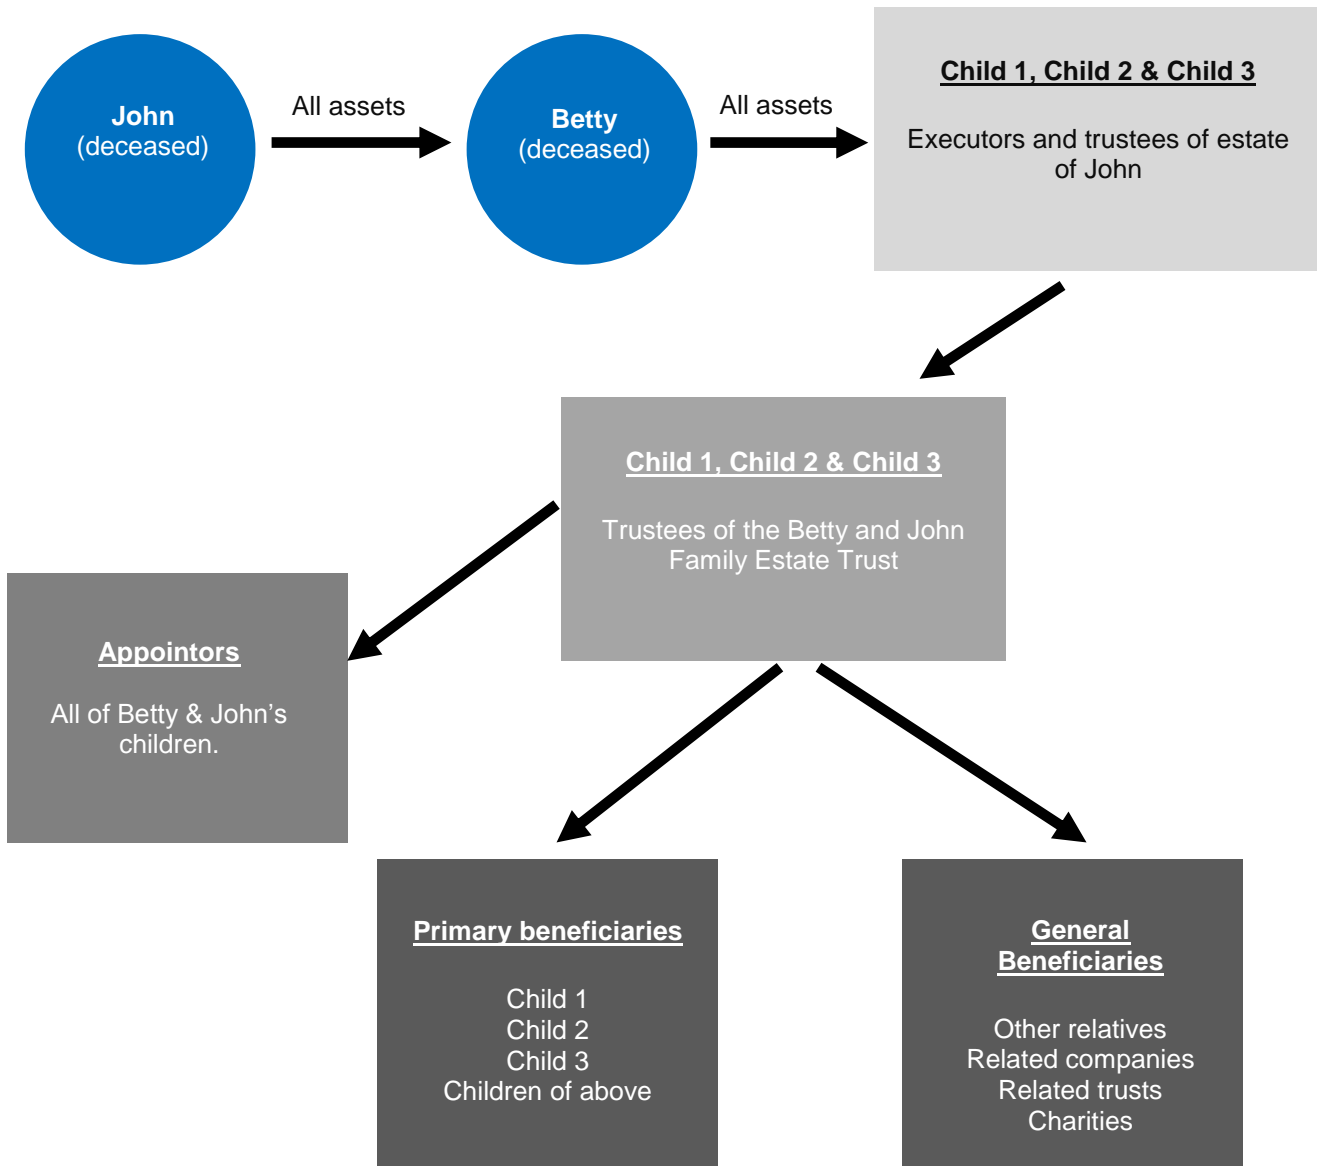 John
(deceased)
All assets
Betty
(deceased)
All assets
Child 1, Child 2 & Child 3
Executors and trustees of estate
of John
Child 1, Child 2 & Child 3
Trustees of the Betty and John
Family Estate Trust
Appointors
All of Betty & John’s
children.
Primary beneficiaries
Child 1
Child 2
Child 3
Children of above
General
Beneficiaries
Other relatives
Related companies
Related trusts
Charities